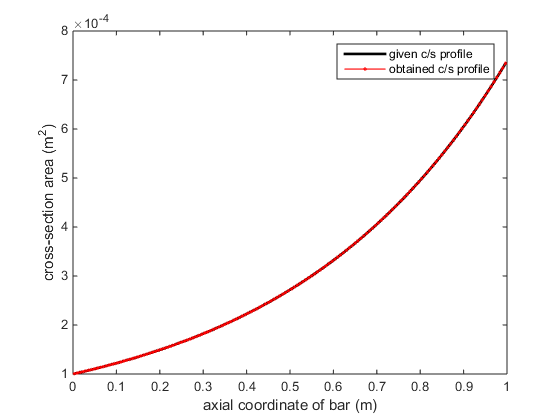 ×10⁻⁴
8
7
6
5
4
3
2
1
0 0.1 0.2 0.3 0.4 0.5 0.6 0.7 0.8 0.9 1
cross-section area (m²)
axial coordinate of bar (m)
given c/s profile
obtained c/s profile